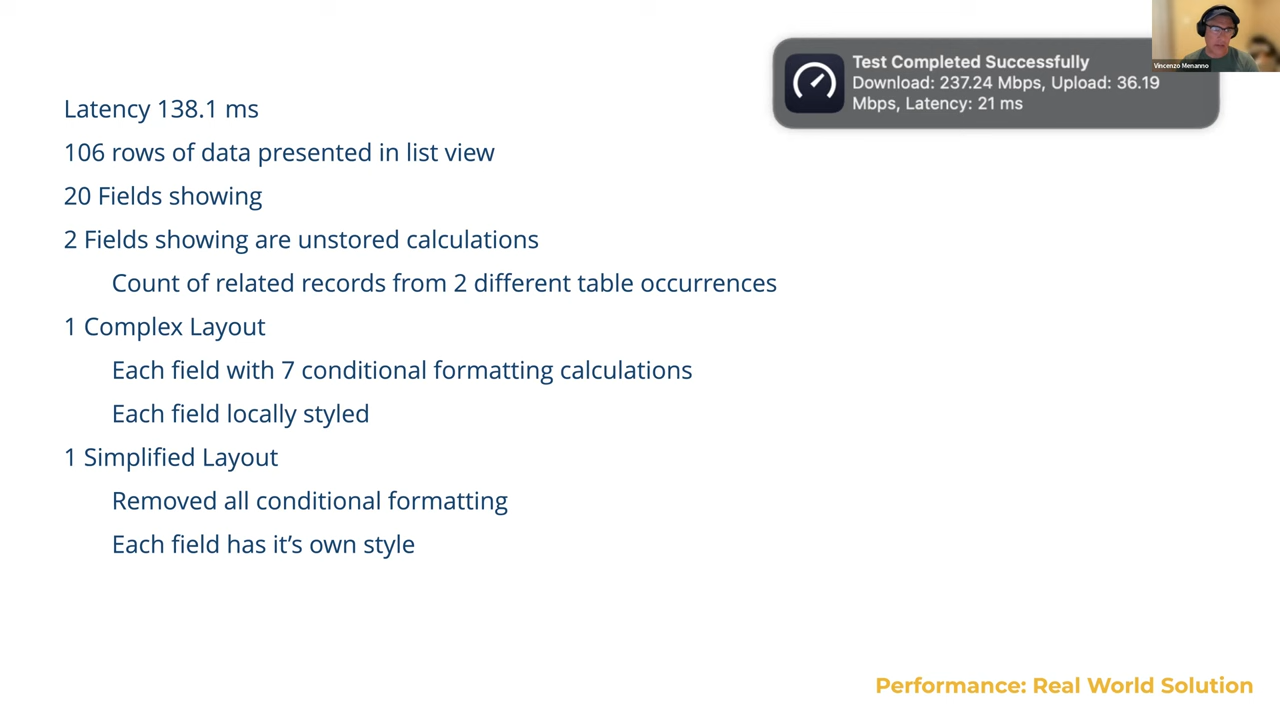 Test Completed Successfully
Download: 237.24 Mbps, Upload: 36.19
Mbps, Latency: 21 ms
Vincenzo Menanno
Latency 138.1 ms
106 rows of data presented in list view
20 Fields showing
2 Fields showing are unstored calculations
Count of related records from 2 different table occurrences
1 Complex Layout
Each field with 7 conditional formatting calculations
Each field locally styled
1 Simplified Layout
Removed all conditional formatting
Each field has it’s own style
Performance: Real World Solution